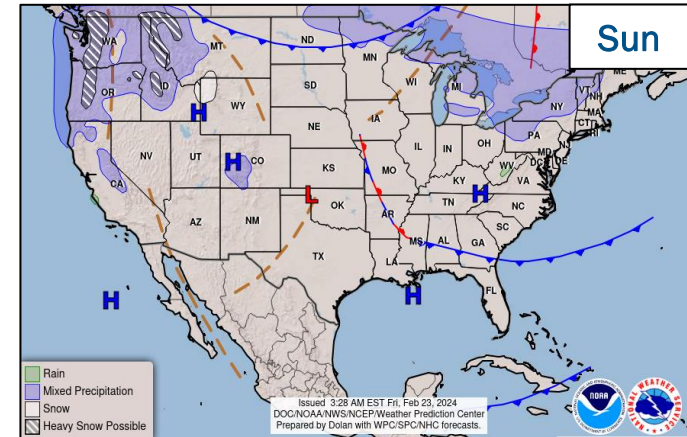 Sun
WA
MT
ND
MN
ME
OR
ID
WY
SD
WI
MI
VT
NH
NY
MA
CT
RI
IA
NE
PA
NJ
NV
UT
CO
IL
IN
OH
MD
DE
DC
WV
VA
CA
KS
MO
KY
AZ
NM
OK
AR
TN
NC
TX
LA
MS
AL
GA
SC
FL
H
H
H
H
H
L
Rain
Mixed Precipitation
Snow
Heavy Snow Possible
Issued 3:28 AM EST Fri, Feb 23, 2024
DOC/NOAA/NWS/NCEP/Weather Prediction Center
Prepared by Dolan with WPC/SPC/NHC forecasts.
NOAA
NATIONAL WEATHER SERVICE